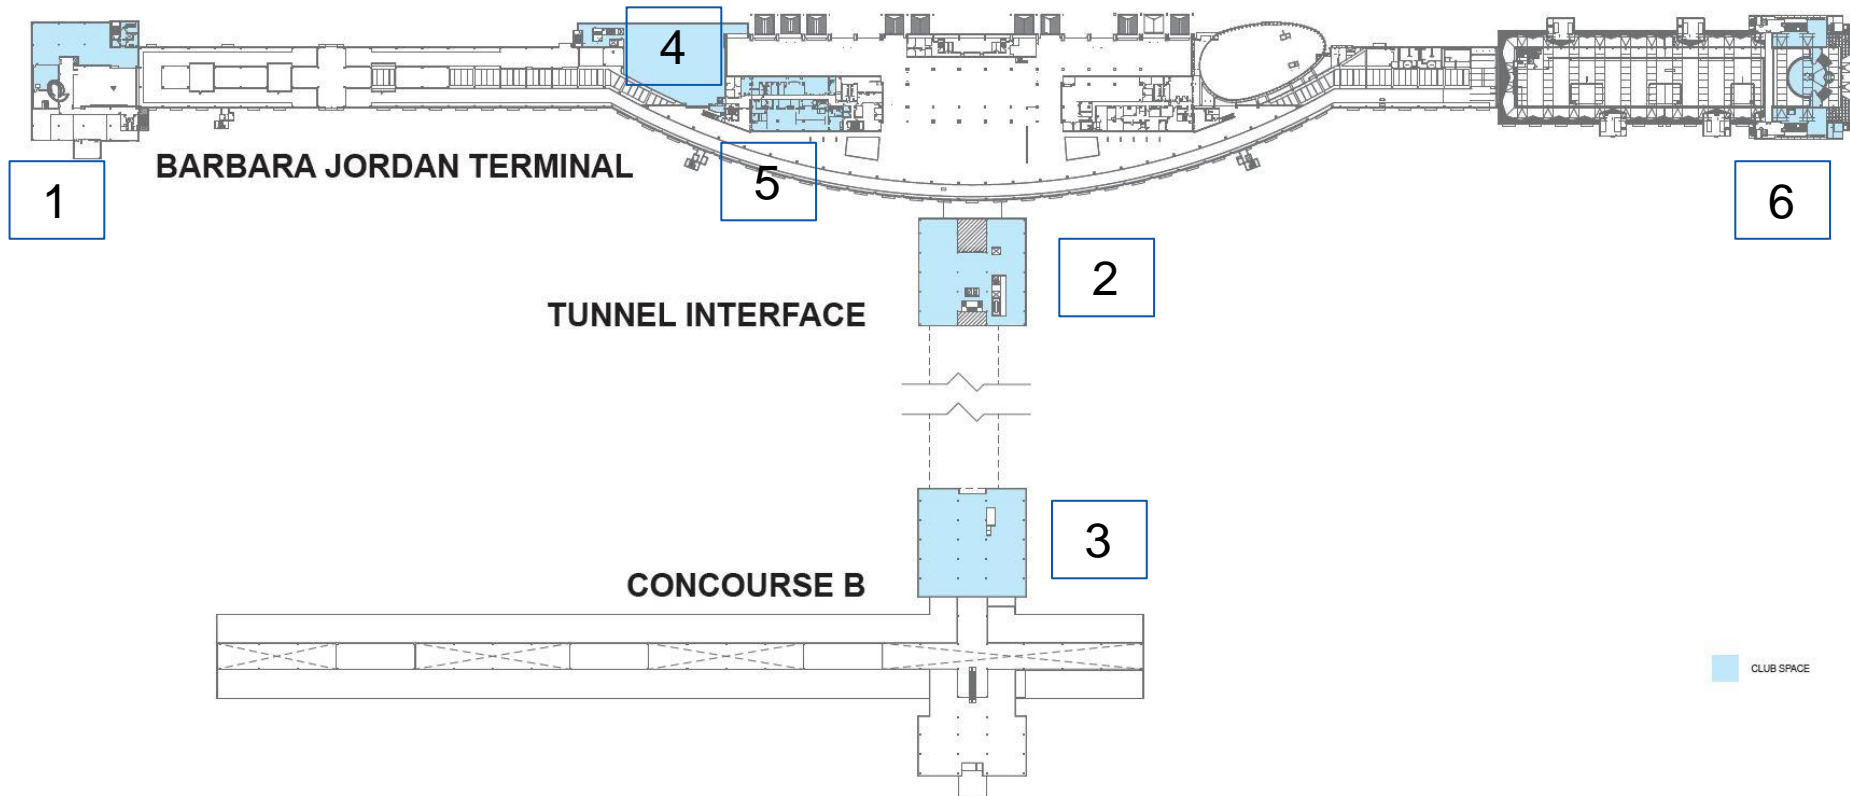 4
BARBARA JORDAN TERMINAL
1
5
6
2
TUNNEL INTERFACE
3
CONCOURSE B
CLUB SPACE